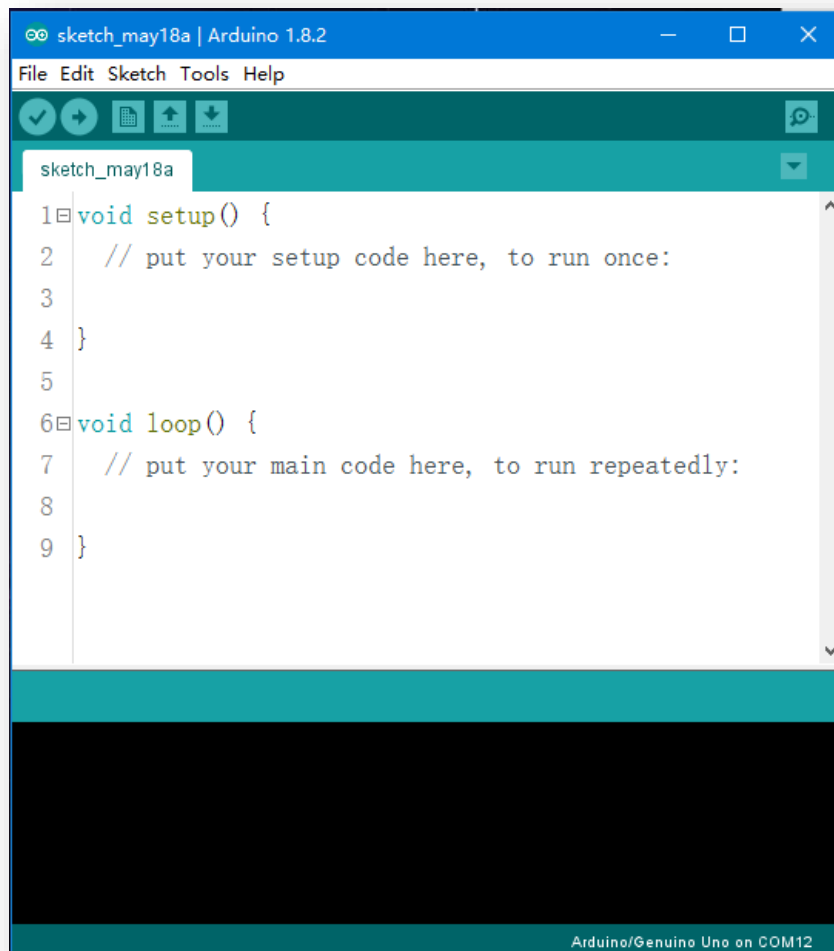 sketch_may18a | Arduino 1.8.2
File Edit Sketch Tools Help
sketch_may18a
1 void setup() {
2   // put your setup code here, to run once:
3
4 }
5
6 void loop() {
7   // put your main code here, to run repeatedly:
8
9 }
Arduino/Genuino Uno on COM12